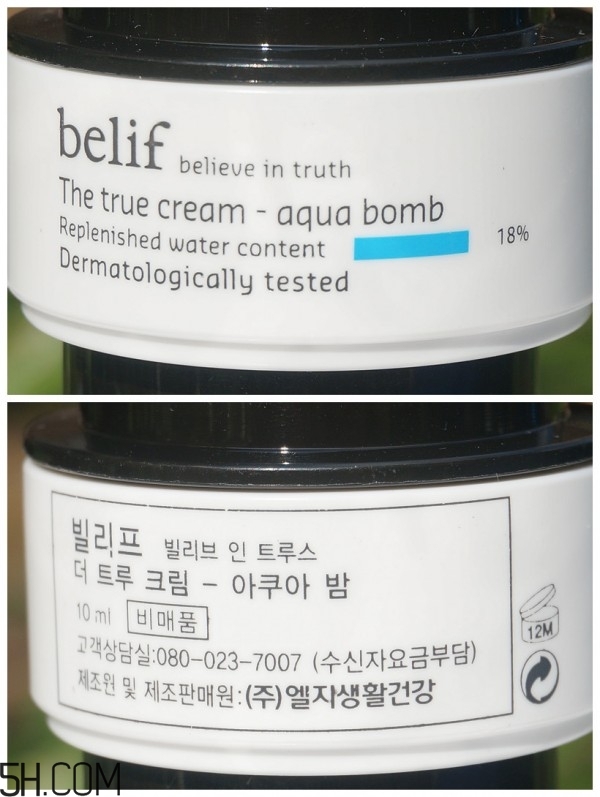 belif believe in truth
The true cream - aqua bomb
Replenished water content 18%
Dermatologically tested
빌리프 빌리브 인 트루스
더 트루 크림 - 아쿠아 밤
10 ml 비매품
고객상담실:080-023-7007 (수신자요금부담)
제조원 및 제조판매원:(주)엘지생활건강
12M
5H.COM